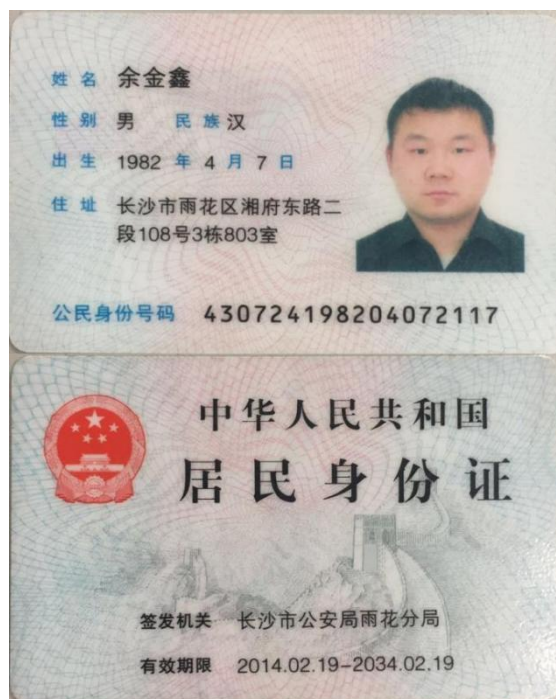 姓名 余金鑫
性别 男 民族 汉
出生 1982 年 4 月 7 日
住址 长沙市雨花区湘府东路二
段108号3栋803室
公民身份号码 430724198204072117
中华人民共和国
居民身份证
签发机关 长沙市公安局雨花分局
有效期限 2014.02.19-2034.02.19